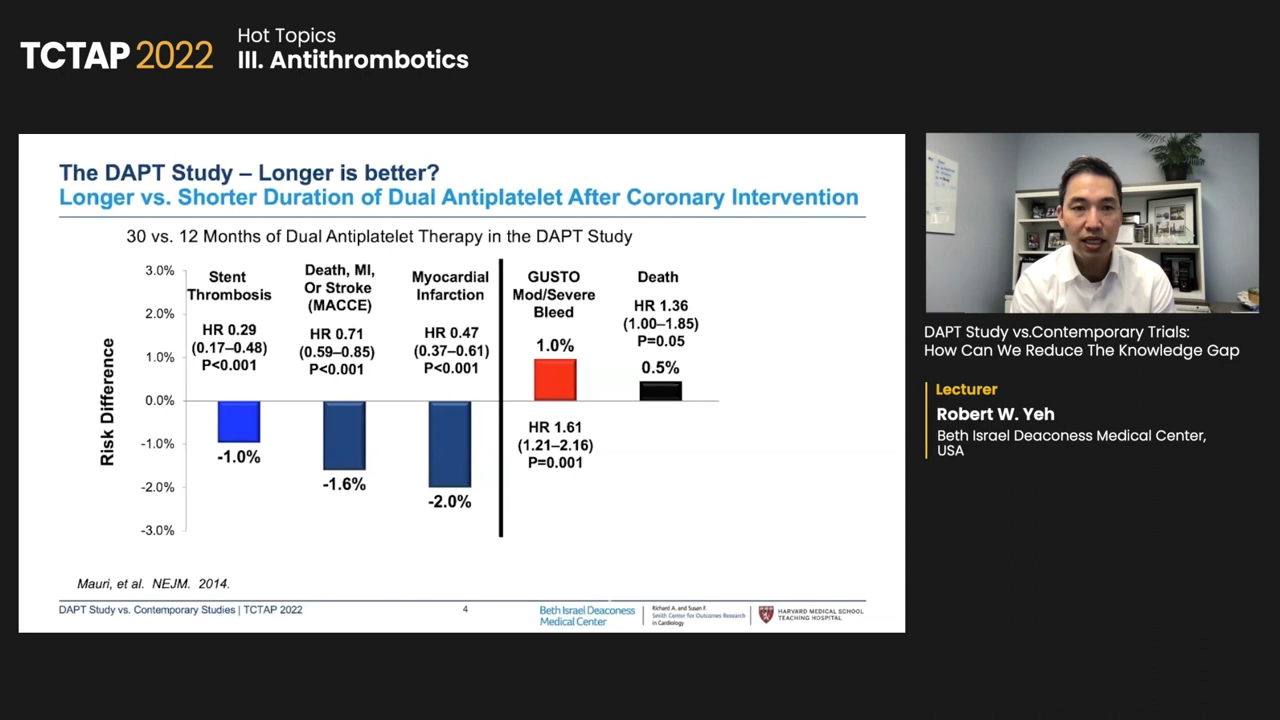 TCTAP 2022
Hot Topics
III. Antithrombotics
The DAPT Study – Longer is better?
Longer vs. Shorter Duration of Dual Antiplatelet After Coronary Intervention
30 vs. 12 Months of Dual Antiplatelet Therapy in the DAPT Study
Risk Difference
3.0%
2.0%
1.0%
0.0%
-1.0%
-2.0%
-3.0%
Stent
Thrombosis
HR 0.29
(0.17–0.48)
P<0.001
-1.0%
Death, MI,
Or Stroke
(MACCE)
HR 0.71
(0.59–0.85)
P<0.001
-1.6%
Myocardial
Infarction
HR 0.47
(0.37–0.61)
P<0.001
-2.0%
GUSTO
Mod/Severe
Bleed
1.0%
HR 1.61
(1.21–2.16)
P=0.001
Death
HR 1.36
(1.00–1.85)
P=0.05
0.5%
Mauri, et al. NEJM. 2014.
DAPT Study vs. Contemporary Studies | TCTAP 2022
4
Beth Israel Deaconess
Medical Center
Richard A. and Susan F.
Smith Center for Outcomes Research
in Cardiology
HARVARD MEDICAL SCHOOL
TEACHING HOSPITAL
DAPT Study vs.Contemporary Trials:
How Can We Reduce The Knowledge Gap
Lecturer
Robert W. Yeh
Beth Israel Deaconess Medical Center,
USA